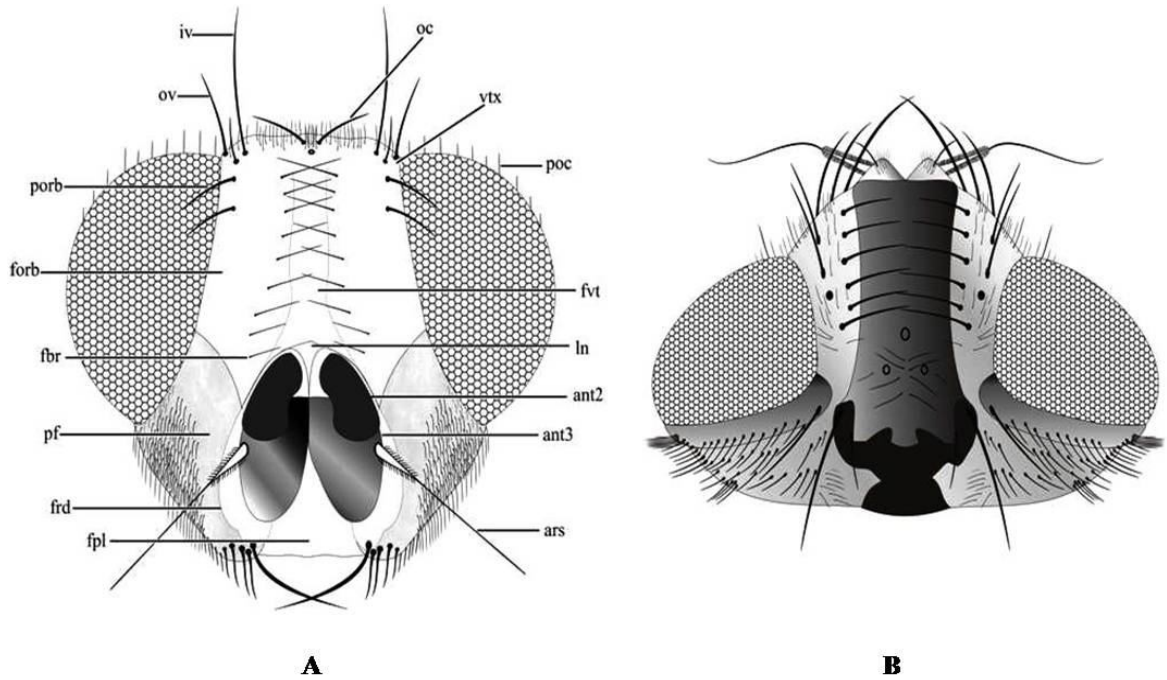 iv
oc
ov
vtx
poc
porb
forb
fvt
fbr
ln
ant2
pf
ant3
frd
fpl
ars
A
B